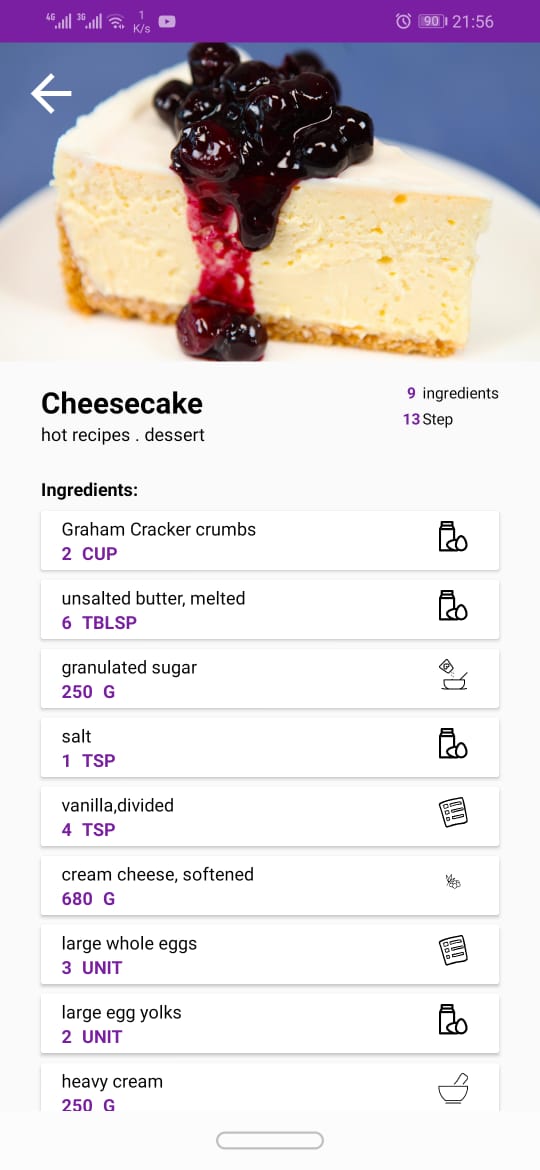 4G 3G 1 K/s 90 21:56
Cheesecake
hot recipes . dessert
9 ingredients
13 Step
Ingredients:
Graham Cracker crumbs
2 CUP
unsalted butter, melted
6 TBLSP
granulated sugar
250 G
salt
1 TSP
vanilla,divided
4 TSP
cream cheese, softened
680 G
large whole eggs
3 UNIT
large egg yolks
2 UNIT
heavy cream
250 G